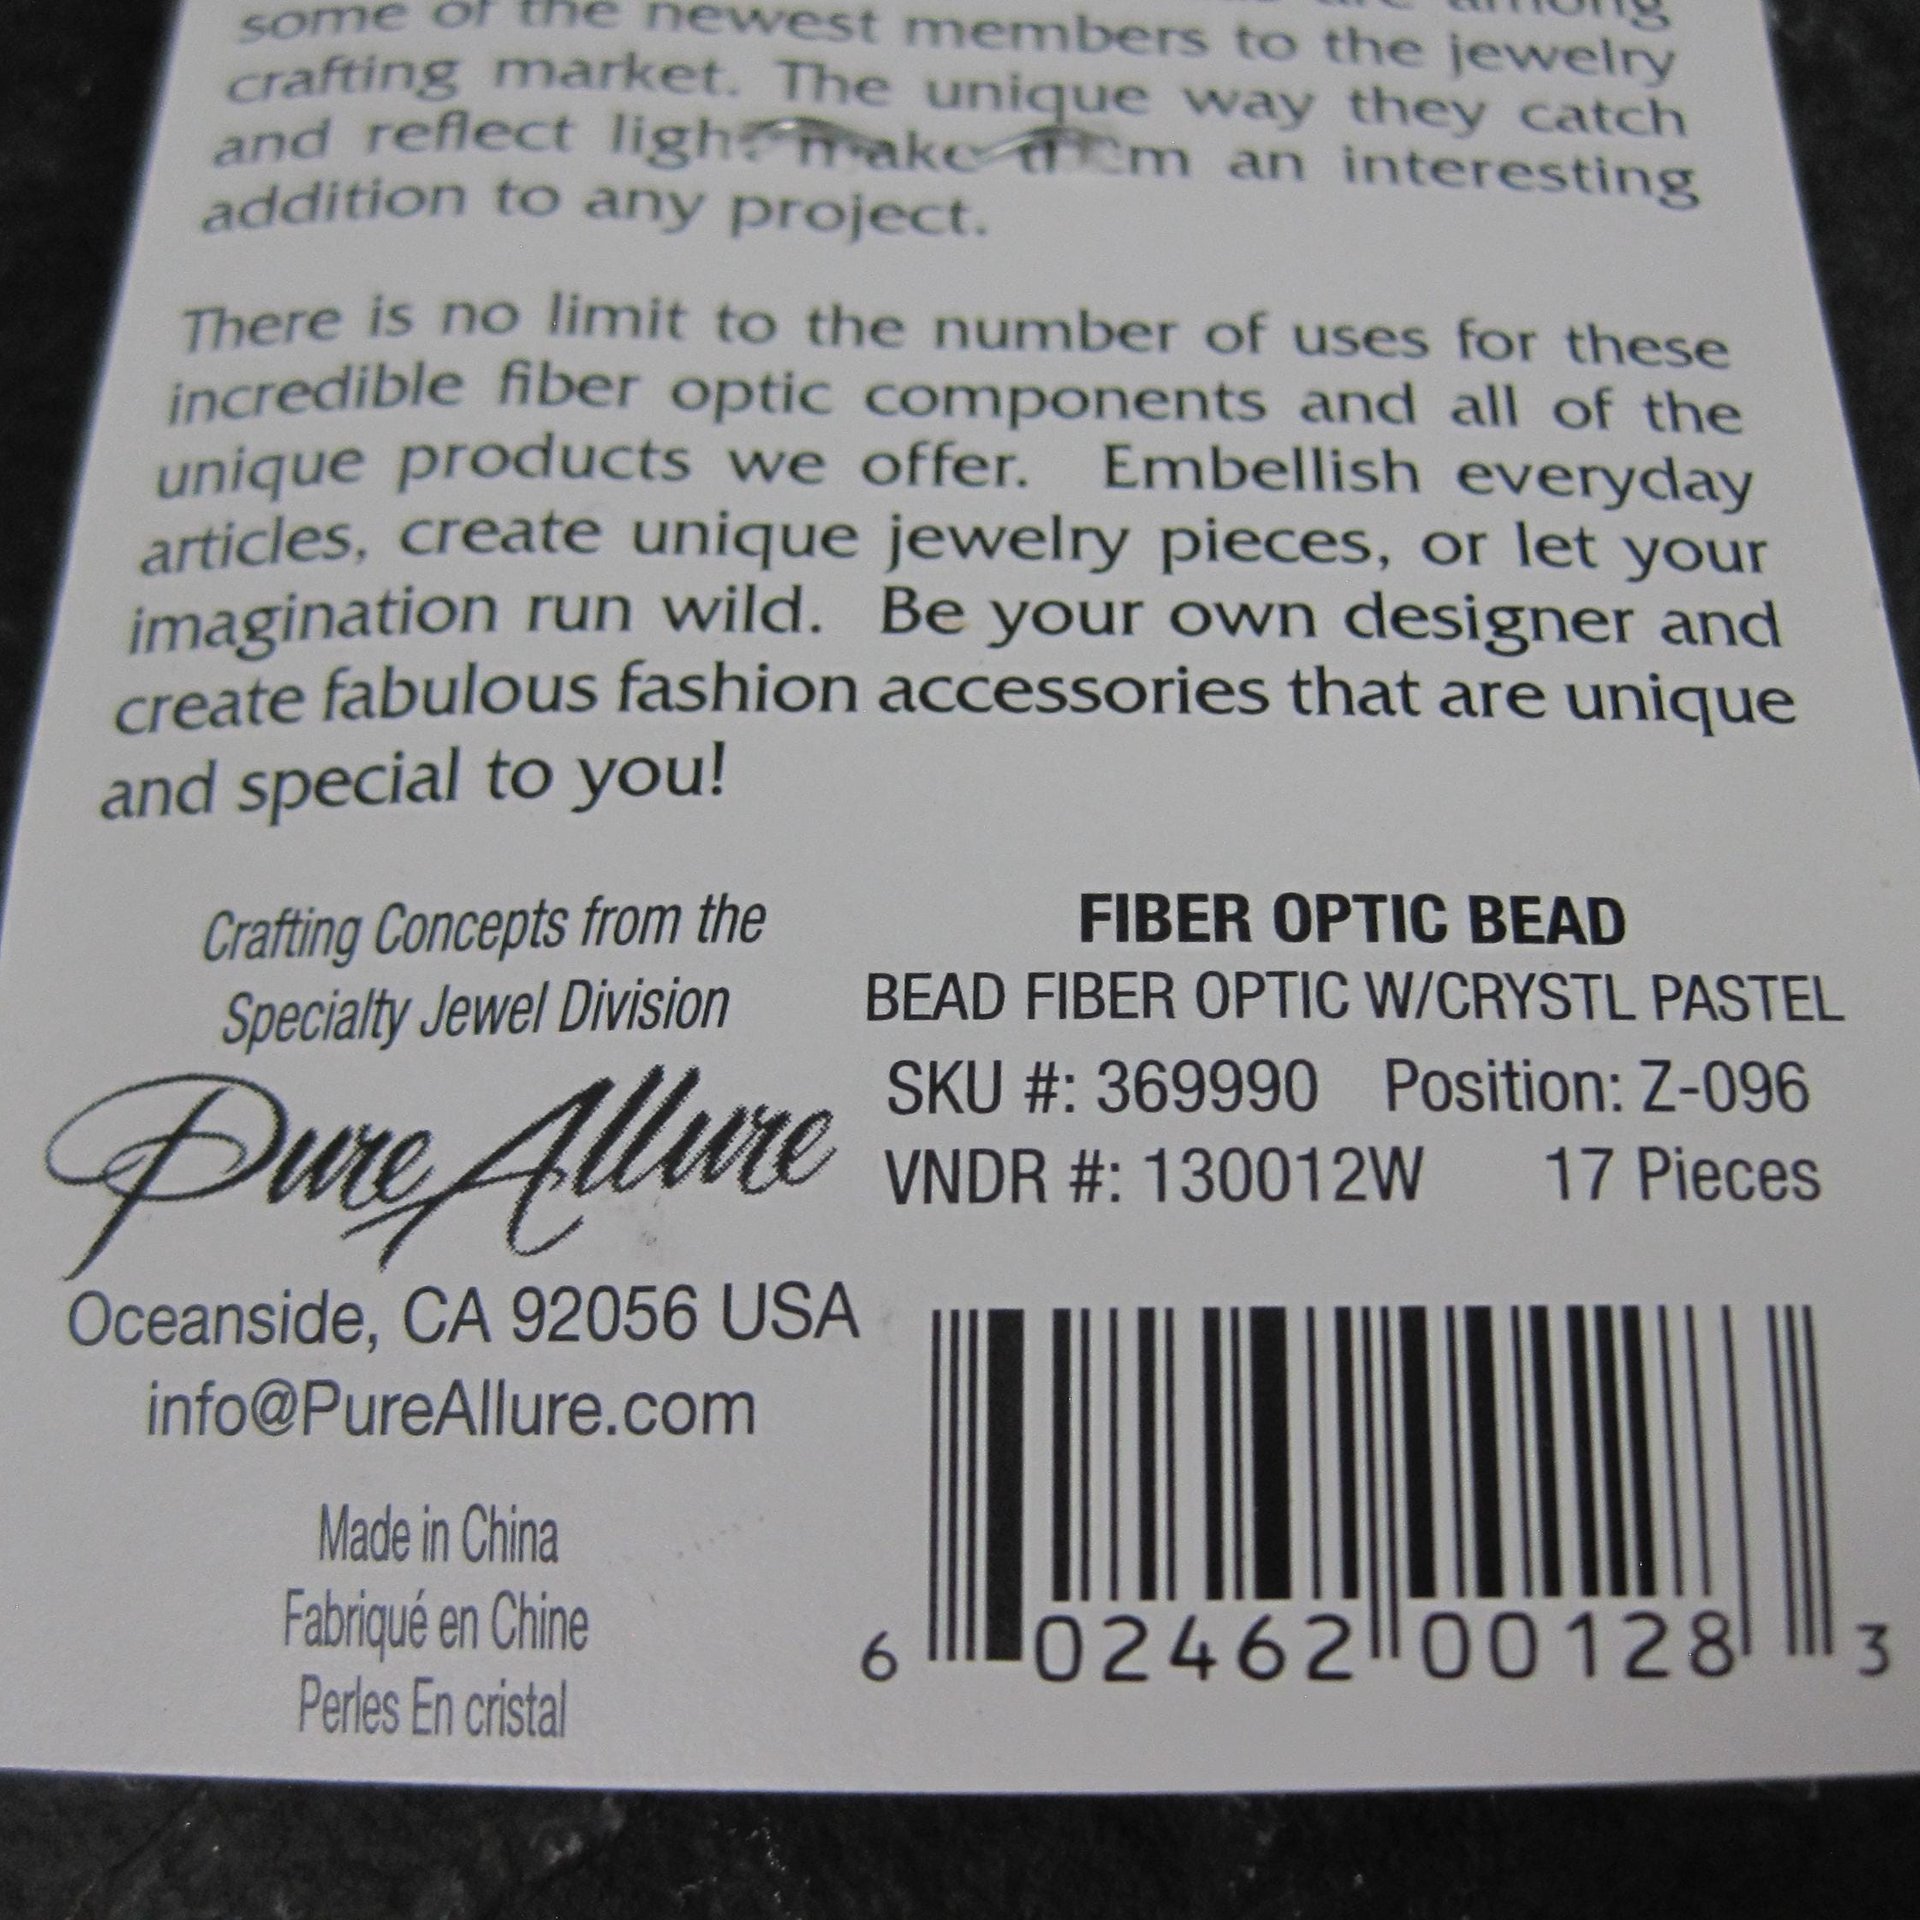 some of the newest members to the jewelry
crafting market. The unique way they catch
and reflect light make them an interesting
addition to any project.
There is no limit to the number of uses for these
incredible fiber optic components and all of the
unique products we offer. Embellish everyday
articles, create unique jewelry pieces, or let your
imagination run wild. Be your own designer and
create fabulous fashion accessories that are unique
and special to you!
Crafting Concepts from the
Specialty Jewel Division
Pure Allure
Oceanside, CA 92056 USA
info@PureAllure.com
Made in China
Fabriqué en Chine
Perles En cristal
FIBER OPTIC BEAD
BEAD FIBER OPTIC W/CRYSTL PASTEL
SKU #: 369990 Position: Z-096
VNDR #: 130012W 17 Pieces
6 02462 00128 3